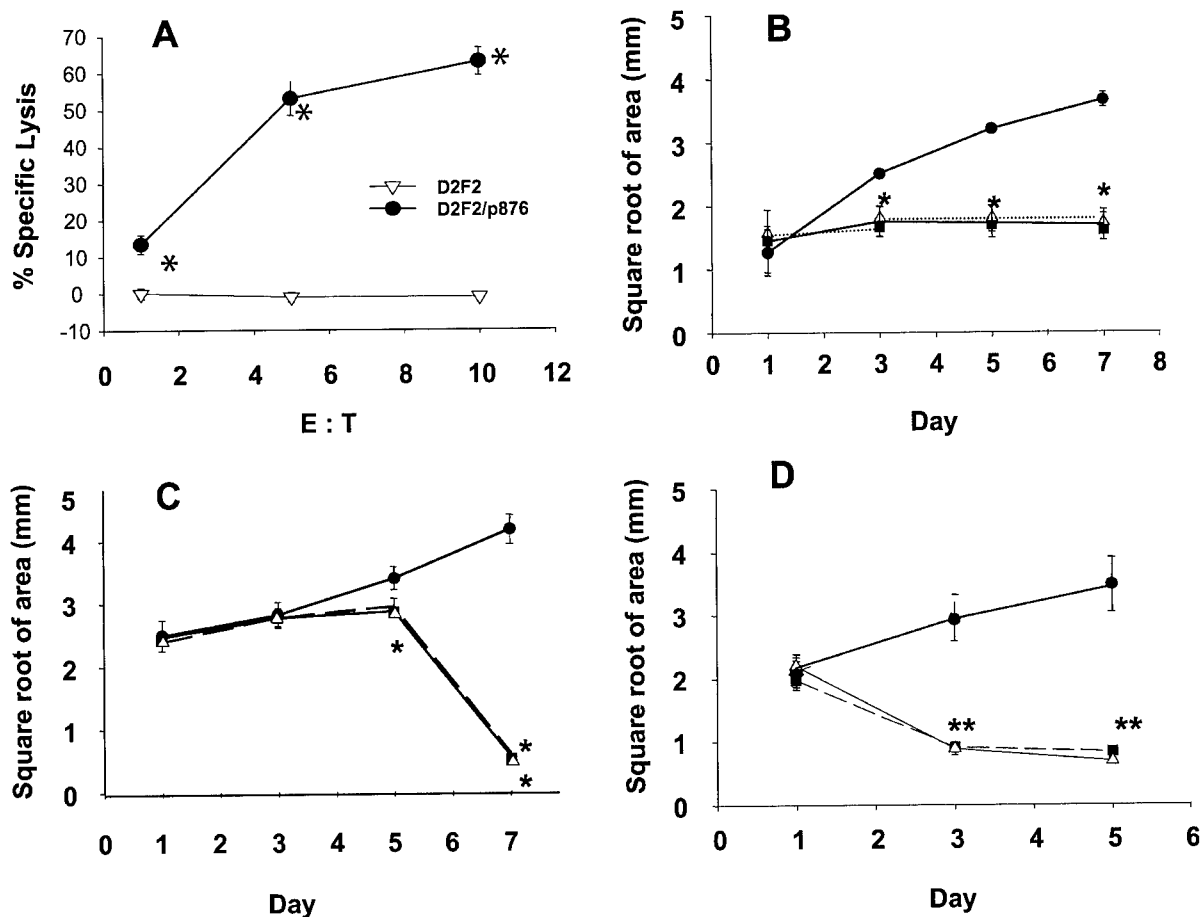 A
% Specific Lysis
70
60
50
40
30
20
10
0
-10
*
*
*
D2F2
D2F2/p876
0 2 4 6 8 10 12
E : T
B
Square root of area (mm)
5
4
3
2
1
0
* * *
0 1 2 3 4 5 6 7 8
Day
C
Square root of area (mm)
5
4
3
2
1
0
*
*
*
0 1 3 5 7
Day
D
Square root of area (mm)
5
4
3
2
1
0
** **
0 1 2 3 4 5 6
Day